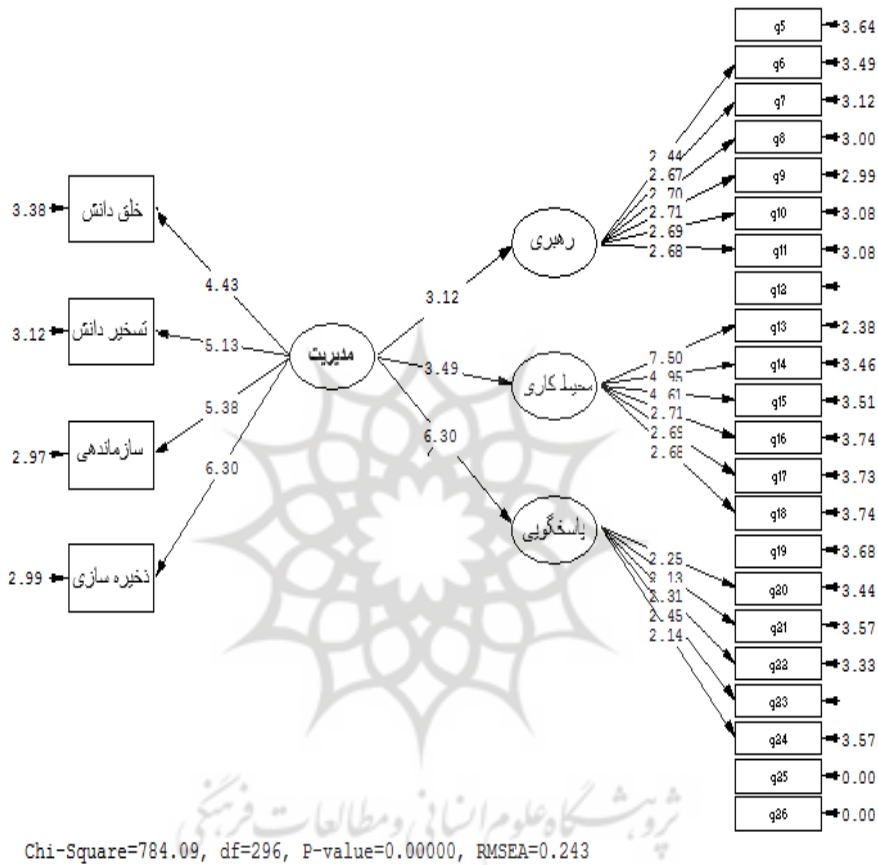 q5 3.64
q6 3.49
q7 3.12
q8 3.00
q9 2.99
q10 3.08
q11 3.08
q12
q13 2.38
q14 3.46
q15 3.51
q16 3.74
q17 3.73
q18 3.74
q19 3.68
q20 3.44
q21 3.57
q22 3.33
q23
q24 3.57
q25 0.00
q26 0.00
2.44
2.67
2.70
2.71
2.69
2.68
7.50
4.95
4.61
2.71
2.69
2.68
2.25
2.13
2.31
2.45
2.14
رهبری
محیط کاری
پاسخگویی
3.12
3.49
6.30
مدیریت
4.43
5.13
5.38
6.30
3.38 خلق دانش
3.12 تسخیر دانش
2.97 سازماندهی
2.99 ذخیره سازی
پژوهشگاه علوم انسانی و مطالعات فرهنگی
Chi-Square=784.09, df=296, P-value=0.00000, RMSEA=0.243